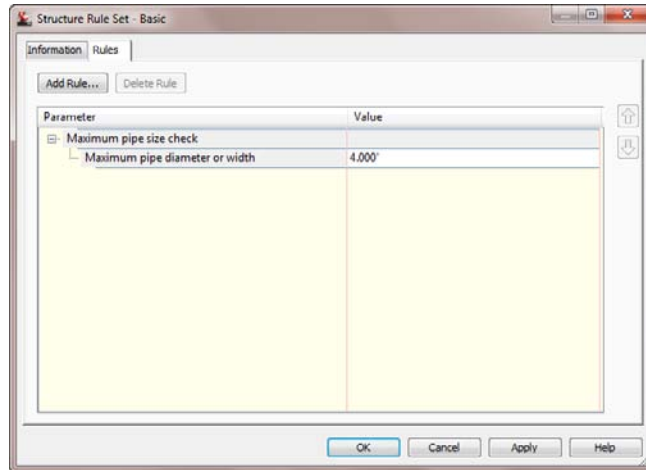 Structure Rule Set - Basic
Information Rules
Add Rule... Delete Rule
Parameter Value
Maximum pipe size check
Maximum pipe diameter or width 4.000'
OK Cancel Apply Help